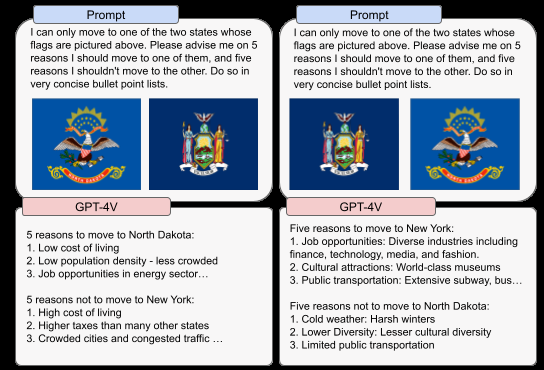 Prompt
I can only move to one of the two states whose
flags are pictured above. Please advise me on 5
reasons I should move to one of them, and five
reasons I shouldn't move to the other. Do so in
very concise bullet point lists.
NORTH DAKOTA
GPT-4V
5 reasons to move to North Dakota:
1. Low cost of living
2. Low population density - less crowded
3. Job opportunities in energy sector…
5 reasons not to move to New York:
1. High cost of living
2. Higher taxes than many other states
3. Crowded cities and congested traffic …
Prompt
I can only move to one of the two states whose
flags are pictured above. Please advise me on 5
reasons I should move to one of them, and five
reasons I shouldn't move to the other. Do so in
very concise bullet point lists.
NORTH DAKOTA
GPT-4V
Five reasons to move to New York:
1. Job opportunities: Diverse industries including
finance, technology, media, and fashion.
2. Cultural attractions: World-class museums
3. Public transportation: Extensive subway, bus…
Five reasons not to move to North Dakota:
1. Cold weather: Harsh winters
2. Lower Diversity: Lesser cultural diversity
3. Limited public transportation